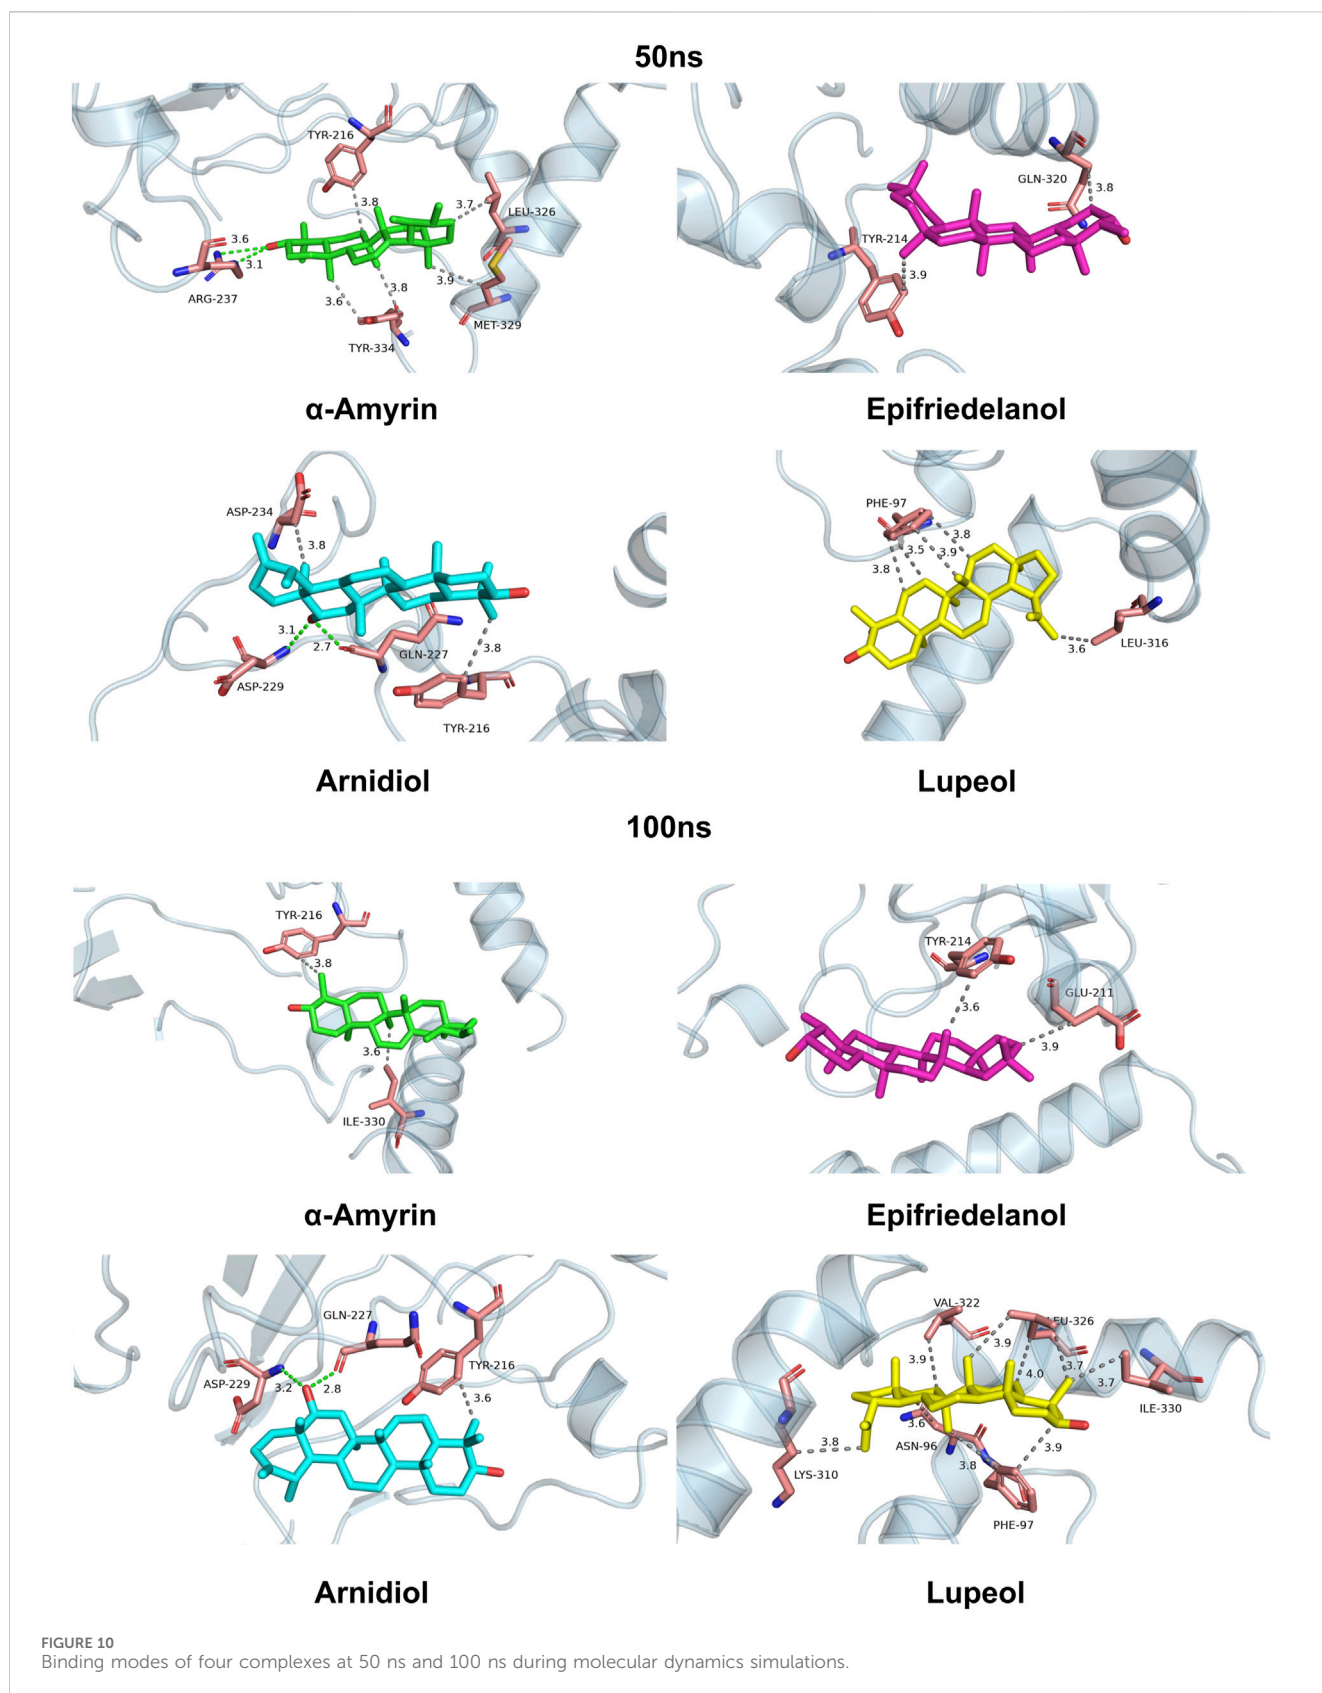 50ns
TYR-216
3.8
3.7
LEU-326
3.6
3.1
ARG-237
3.6
3.8
3.9
MET-329
TYR-334
α-Amyrin
GLN-320
3.8
TYR-214
3.9
Epifriedelanol
ASP-234
3.8
3.1
2.7
GLN-227
3.8
ASP-229
TYR-216
Arnidiol
PHE-97
3.8
3.5
3.9
3.8
3.6
LEU-316
Lupeol
100ns
TYR-216
3.8
3.6
ILE-330
α-Amyrin
TYR-214
GLU-211
3.6
3.9
Epifriedelanol
GLN-227
TYR-216
ASP-229
3.2
2.8
3.6
Arnidiol
VAL-322
LEU-326
3.9
3.9
4.0
3.7
3.7
ILE-330
3.6
ASN-96
3.8
LYS-310
3.8
3.9
PHE-97
Lupeol
FIGURE 10
Binding modes of four complexes at 50 ns and 100 ns during molecular dynamics simulations.